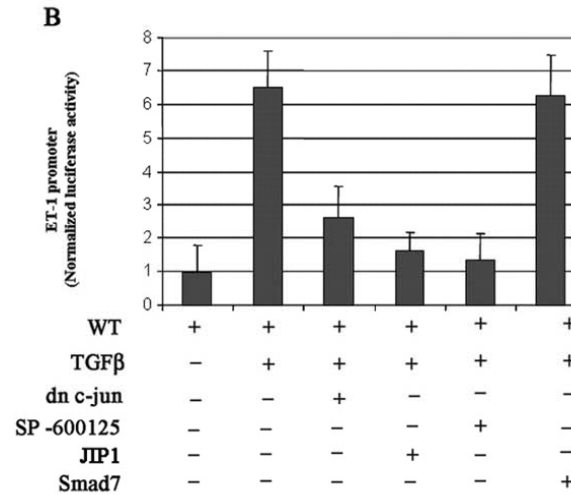 B
ET-1 promoter
(Normalized luciferase activity)
8
7
6
5
4
3
2
1
0
WT + + + + + +
TGFβ – + + + + +
dn c-jun – – + – – –
SP -600125 – – – – + –
JIP1 – – – + – –
Smad7 – – – – – +